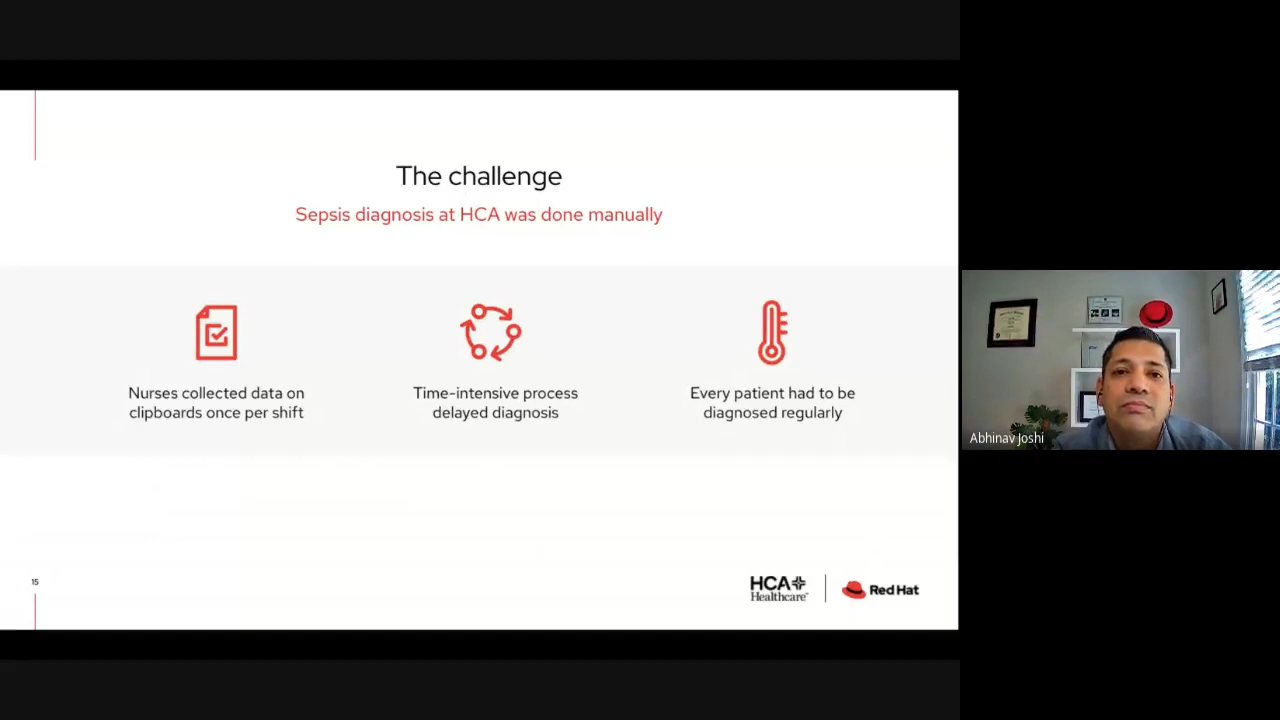 The challenge
Sepsis diagnosis at HCA was done manually
Nurses collected data on
clipboards once per shift
Time-intensive process
delayed diagnosis
Every patient had to be
diagnosed regularly
15
HCA
Healthcare
Red Hat
Abhinav Joshi